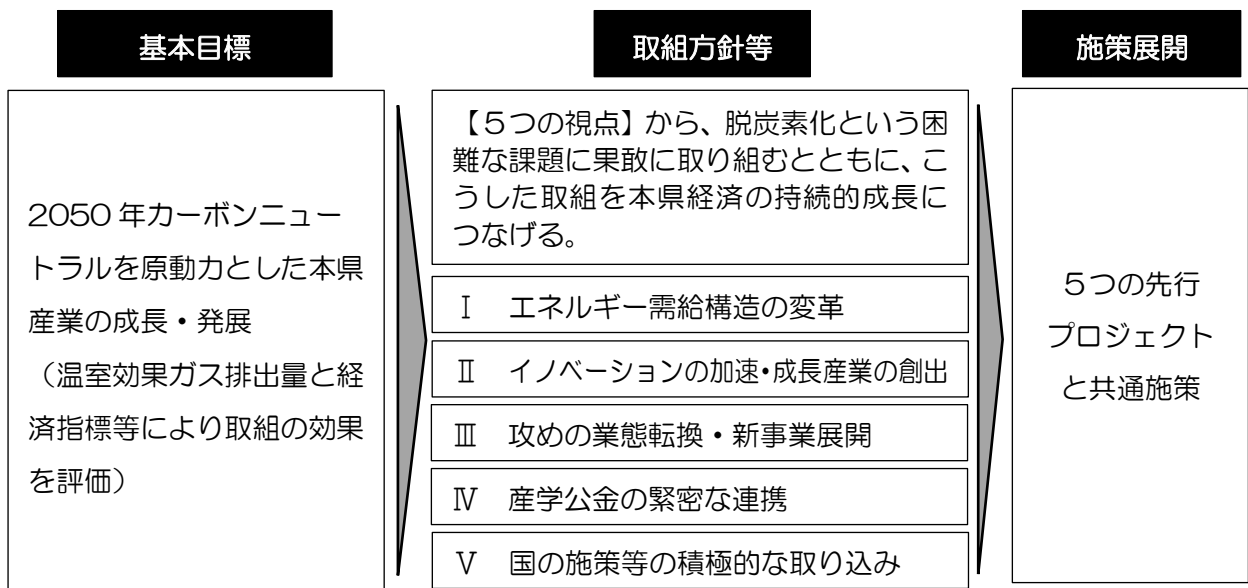 基本目標
2050 年カーボンニュー
トラルを原動力とした本県
産業の成長・発展
（温室効果ガス排出量と経
済指標等により取組の効果
を評価）
取組方針等
【５つの視点】から、脱炭素化という困
難な課題に果敢に取り組むとともに、こ
うした取組を本県経済の持続的成長に
つなげる。
Ⅰ　エネルギー需給構造の変革
Ⅱ　イノベーションの加速・成長産業の創出
Ⅲ　攻めの業態転換・新事業展開
Ⅳ　産学公金の緊密な連携
Ⅴ　国の施策等の積極的な取り込み
施策展開
５つの先行
プロジェクト
と共通施策